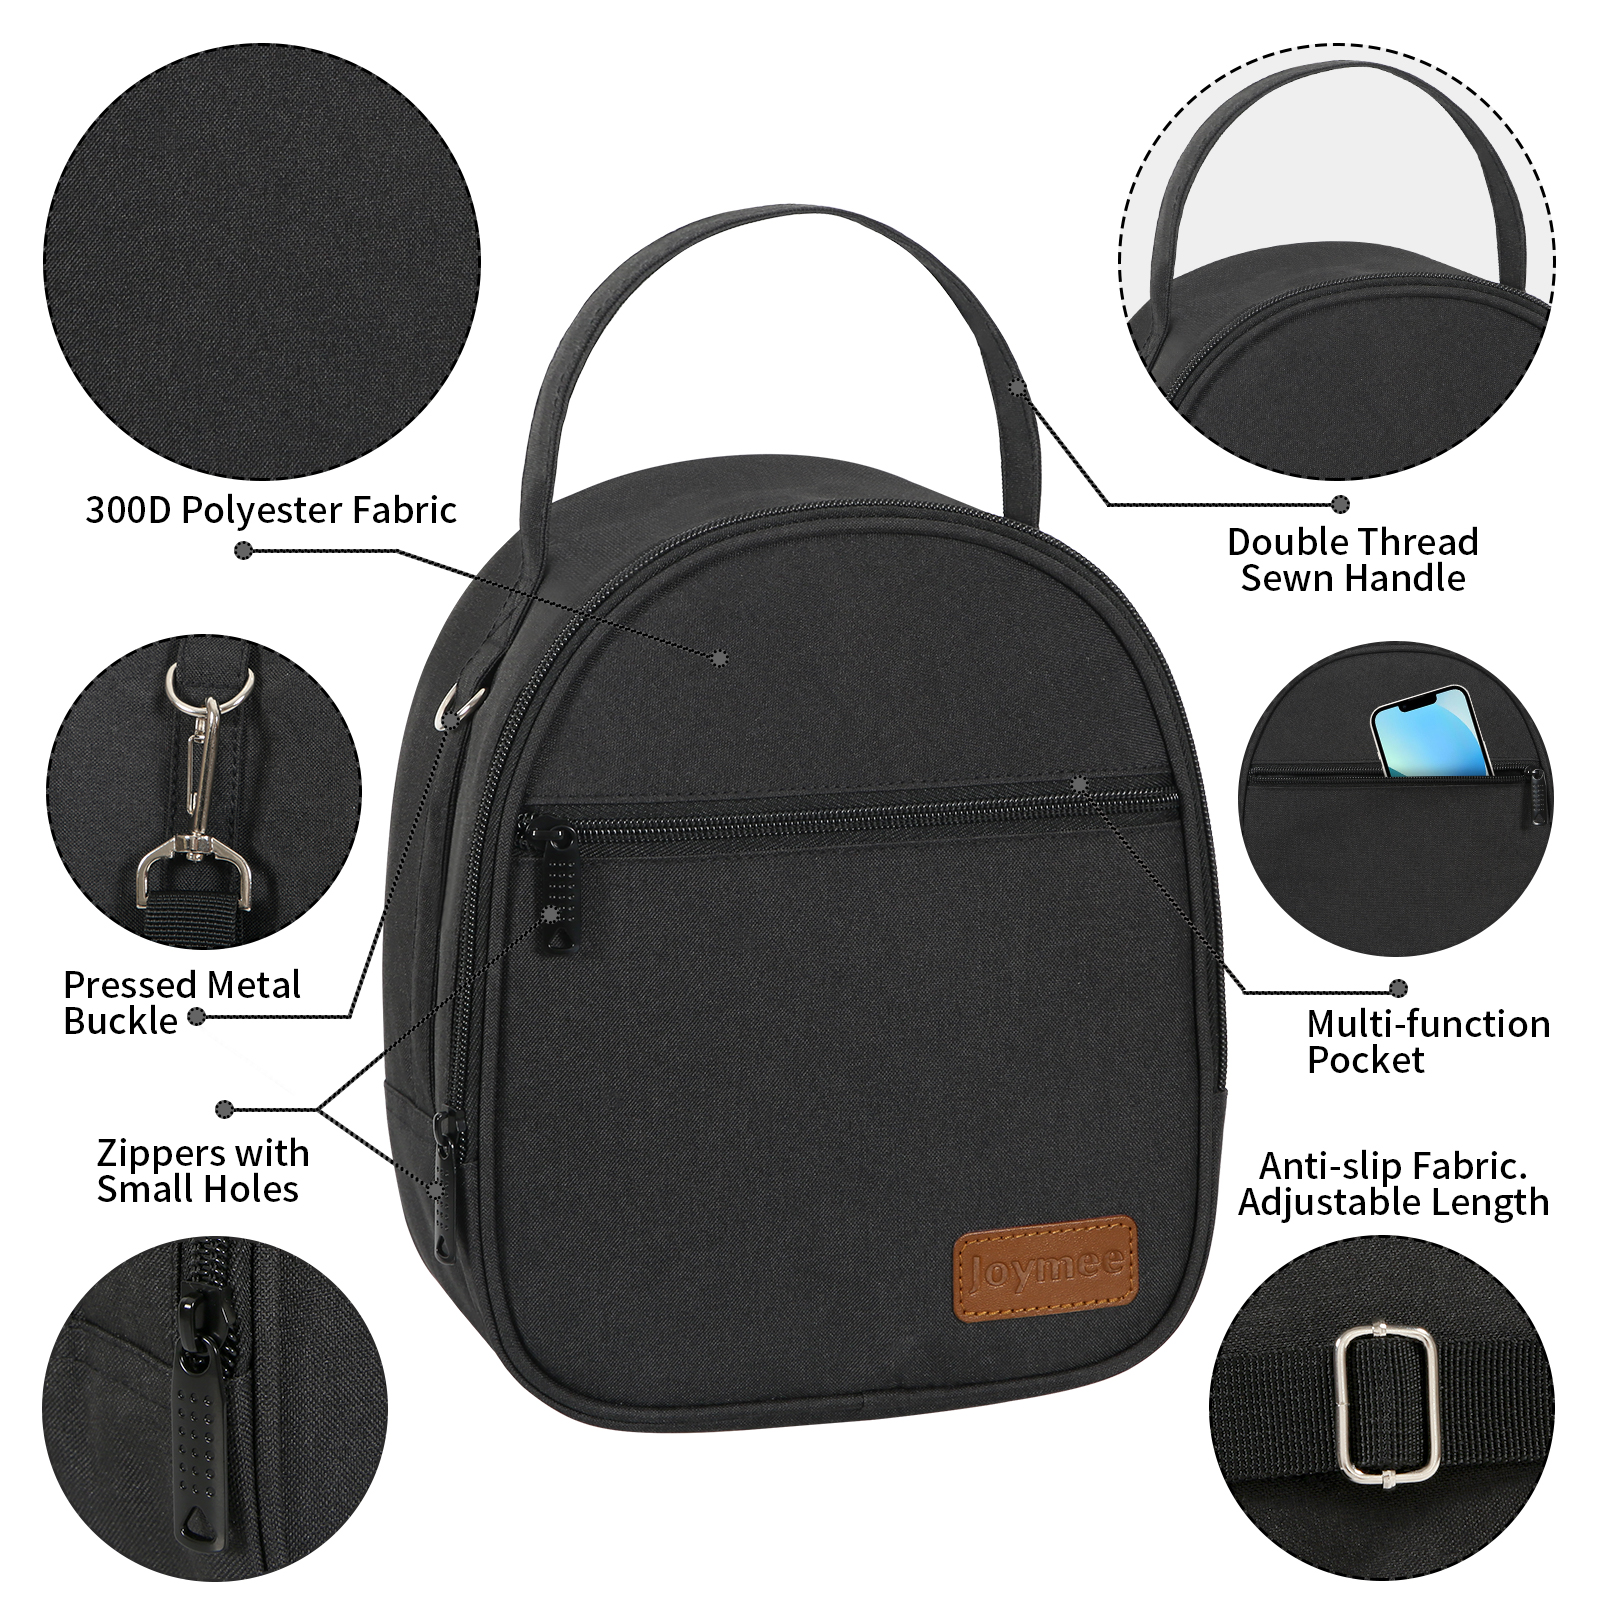 300D Polyester Fabric
Double Thread
Sewn Handle
Pressed Metal
Buckle
Multi-function
Pocket
Zippers with
Small Holes
Anti-slip Fabric.
Adjustable Length
Joymee